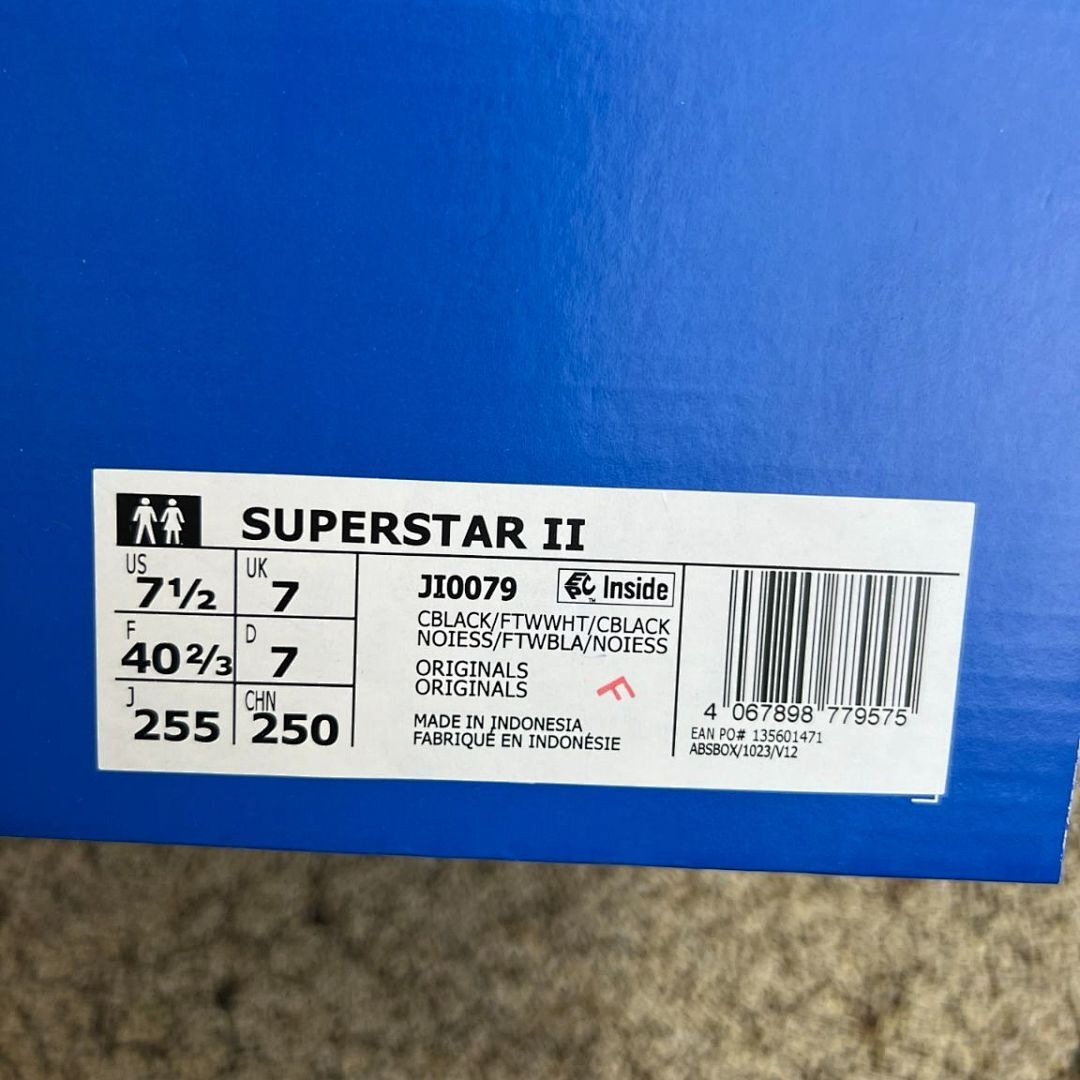 SUPERSTAR II
US 7½ UK 7
F 40⅔ D 7
J 255 CHN 250
JI0079 EPC Inside
™
CBLACK/FTWWHT/CBLACK
NOIESS/FTWBLA/NOIESS
ORIGINALS
ORIGINALS
F
MADE IN INDONESIA
FABRIQUÉ EN INDONÉSIE
4 067898 779575
EAN PO# 135601471
ABSBOX/1023/V12